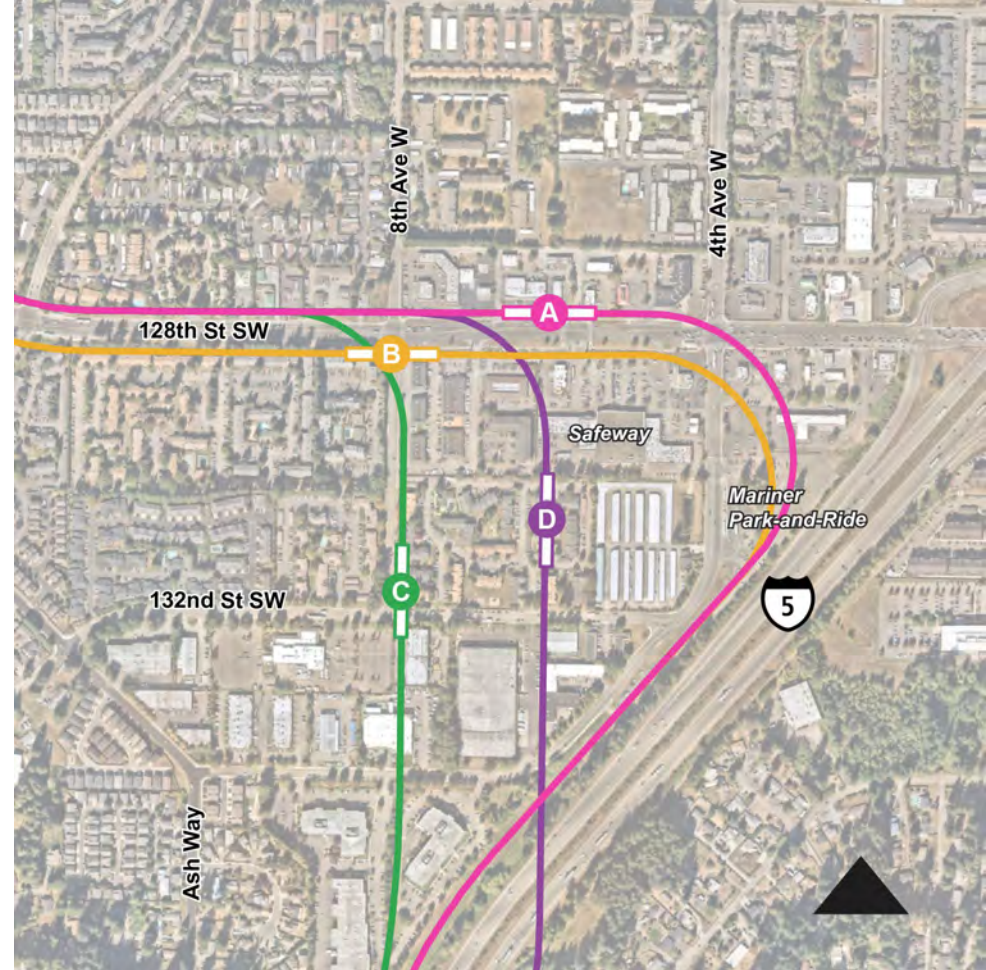 8th Ave W
4th Ave W
A
128th St SW
B
Safeway
Mariner
Park-and-Ride
D
C
132nd St SW
5
Ash Way